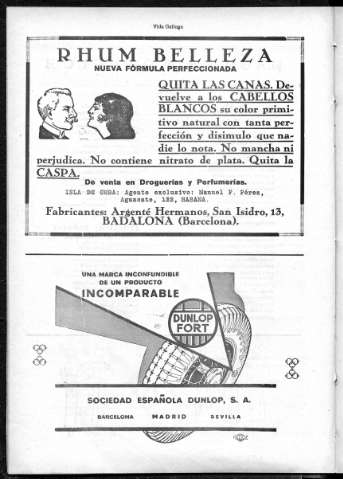 Vida Gallega
RHUM BELLEZA
NUEVA FÓRMULA PERFECCIONADA
QUITA LAS CANAS. De-
vuelve a los CABELLOS
BLANCOS su color primi-
tivo natural con tanta per-
fección y disimulo que na-
die lo nota. No mancha ni
perjudica. No contiene nitrato de plata. Quita la
CASPA.
De venta en Droguerías y Perfumerías.
ISLA DE CUBA: Agente exclusivo: Manuel F. Pérez,
Aguacate, 122, HABANA.
Fabricantes: Argenté Hermanos, San Isidro, 13,
BADALONA (Barcelona).
UNA MARCA INCONFUNDIBLE
DE UN PRODUCTO
INCOMPARABLE
DUNLOP
FORT
SOCIEDAD ESPAÑOLA DUNLOP, S. A.
BARCELONA MADRID SEVILLA